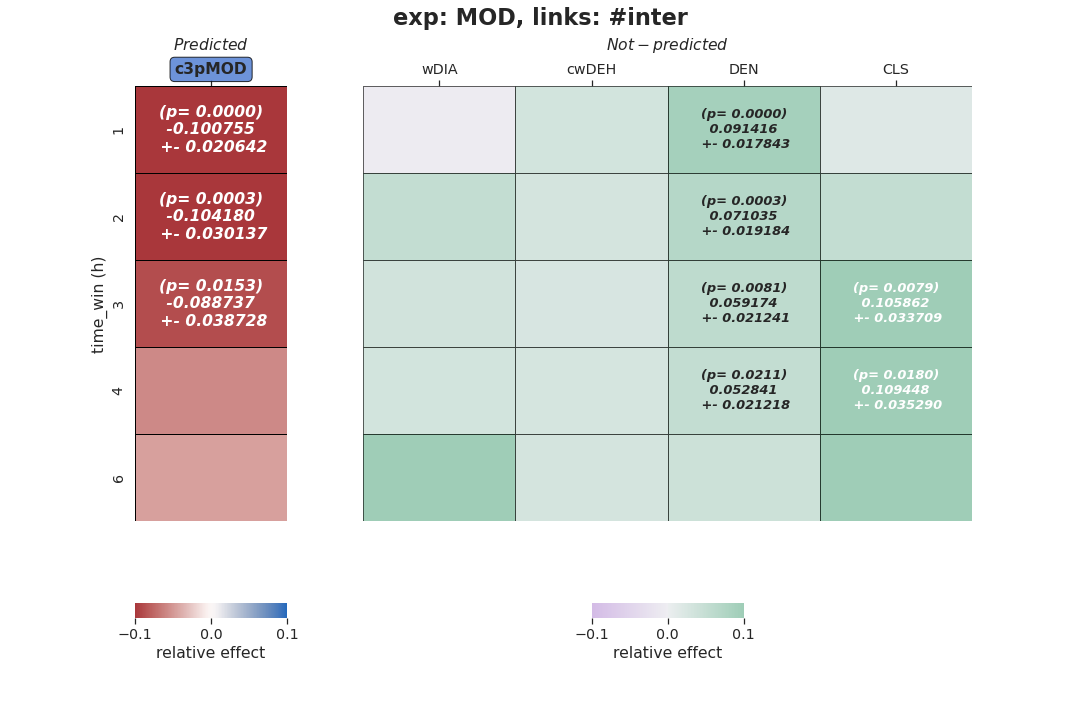 exp: MOD, links: #inter
Predicted
Not − predicted
c3pMOD
wDIA
cwDEH
DEN
CLS
time_win (h)
1
(p= 0.0000)
-0.100755
+- 0.020642
(p= 0.0000)
0.091416
+- 0.017843
2
(p= 0.0003)
-0.104180
+- 0.030137
(p= 0.0003)
0.071035
+- 0.019184
3
(p= 0.0153)
-0.088737
+- 0.038728
(p= 0.0081)
0.059174
+- 0.021241
(p= 0.0079)
0.105862
+- 0.033709
4
(p= 0.0211)
0.052841
+- 0.021218
(p= 0.0180)
0.109448
+- 0.035290
6
−0.1
0.0
0.1
relative effect
−0.1
0.0
0.1
relative effect